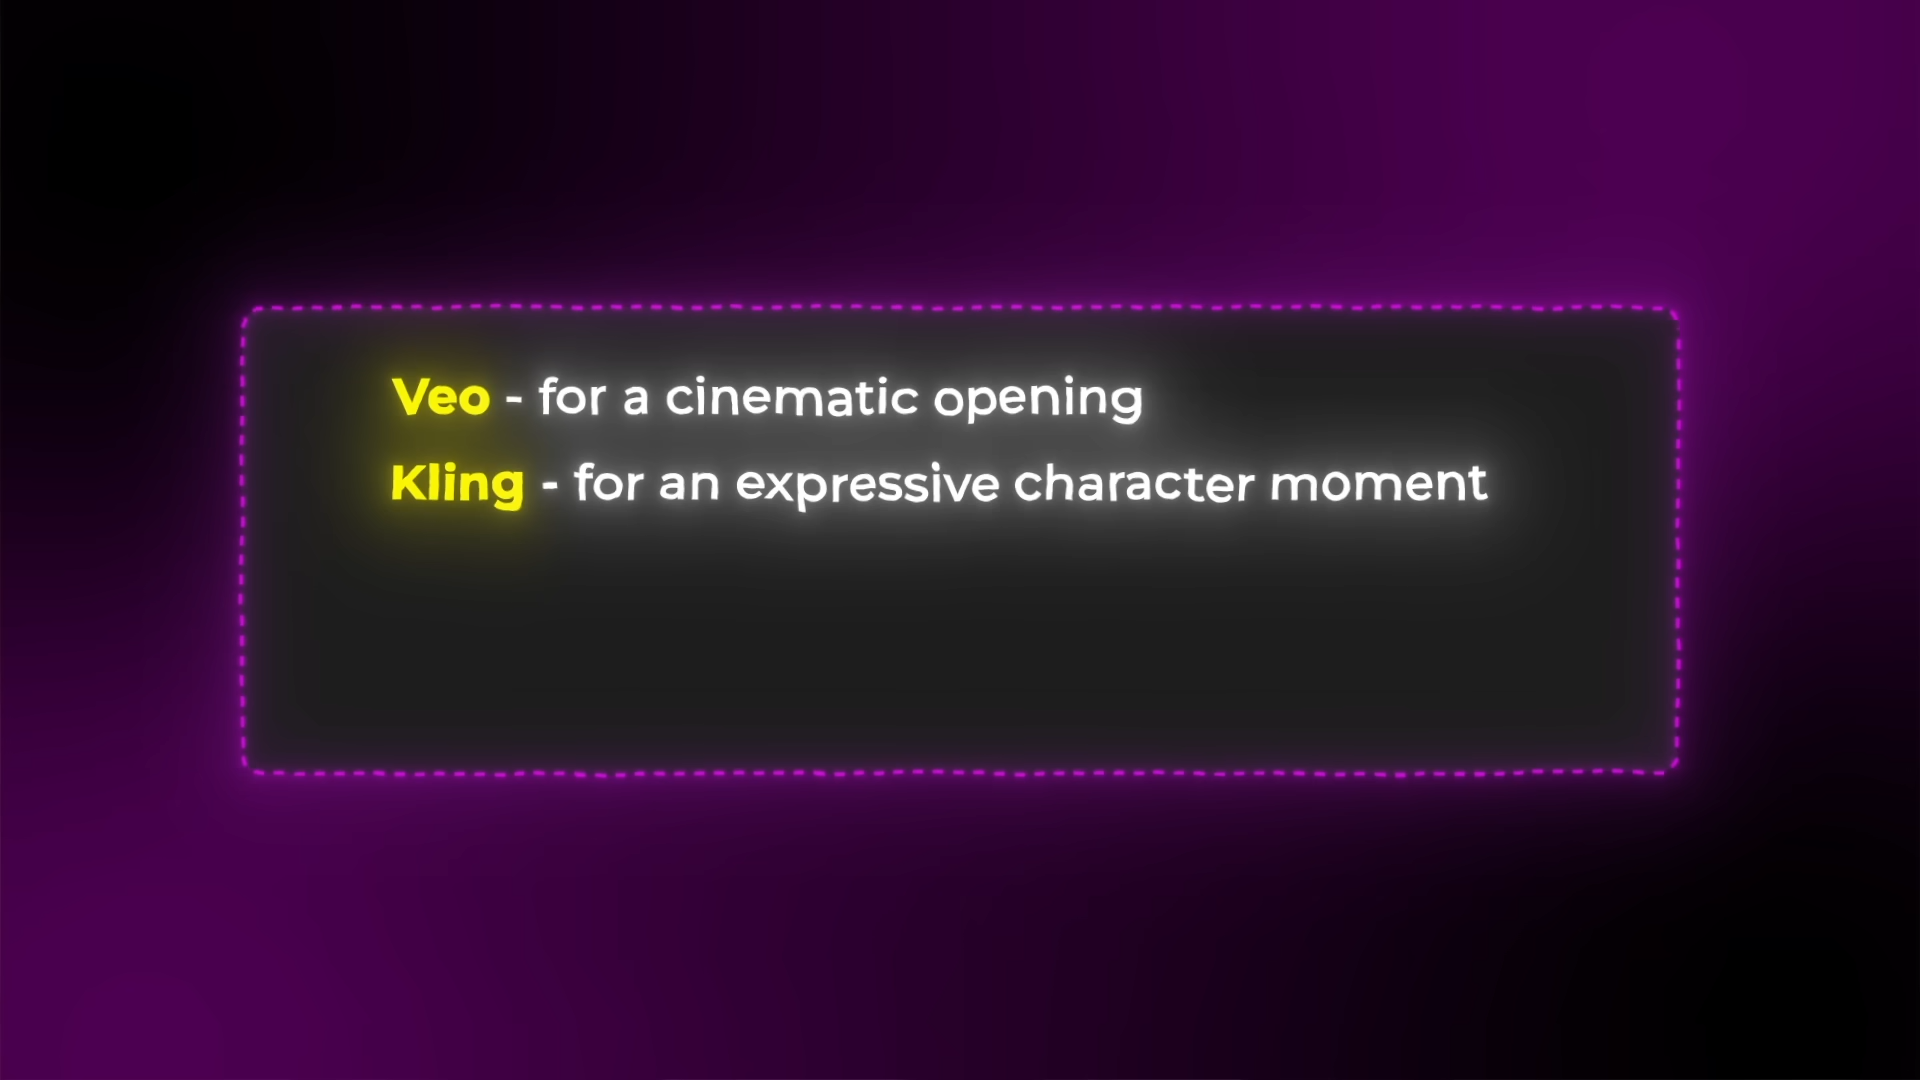 Veo - for a cinematic opening
Kling - for an expressive character moment